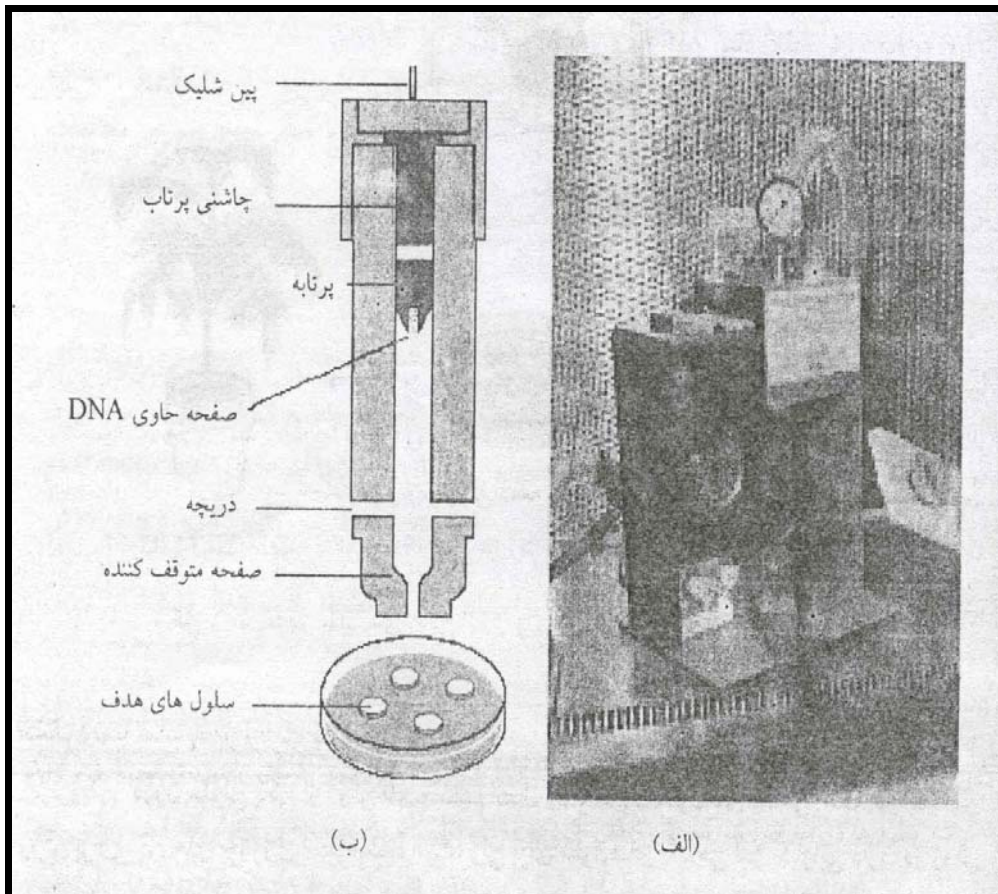 پین شلیک
چاشنی پرتاب
پرتابه
صفحه حاوی DNA
دریچه
صفحه متوقف کننده
سلول های هدف
(الف)
(ب)